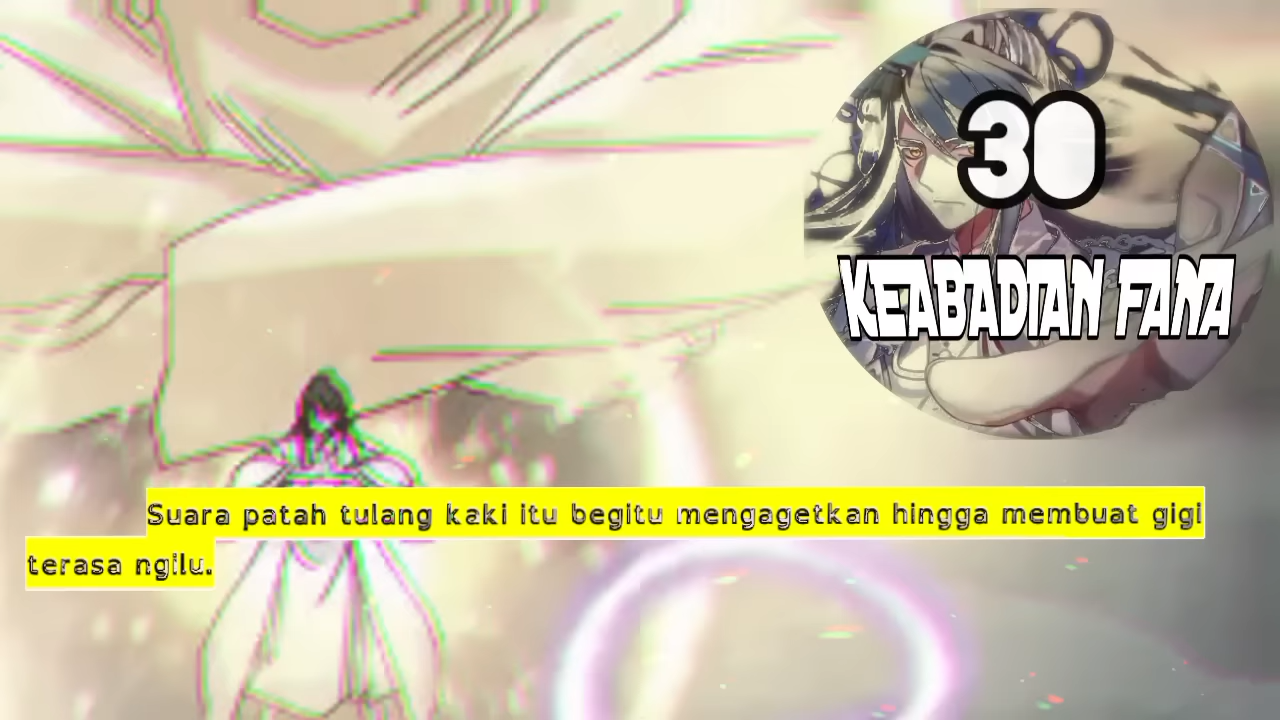 30
KEABADIAN FANA
Suara patah tulang kaki itu begitu mengagetkan hingga membuat gigi
terasa ngilu.